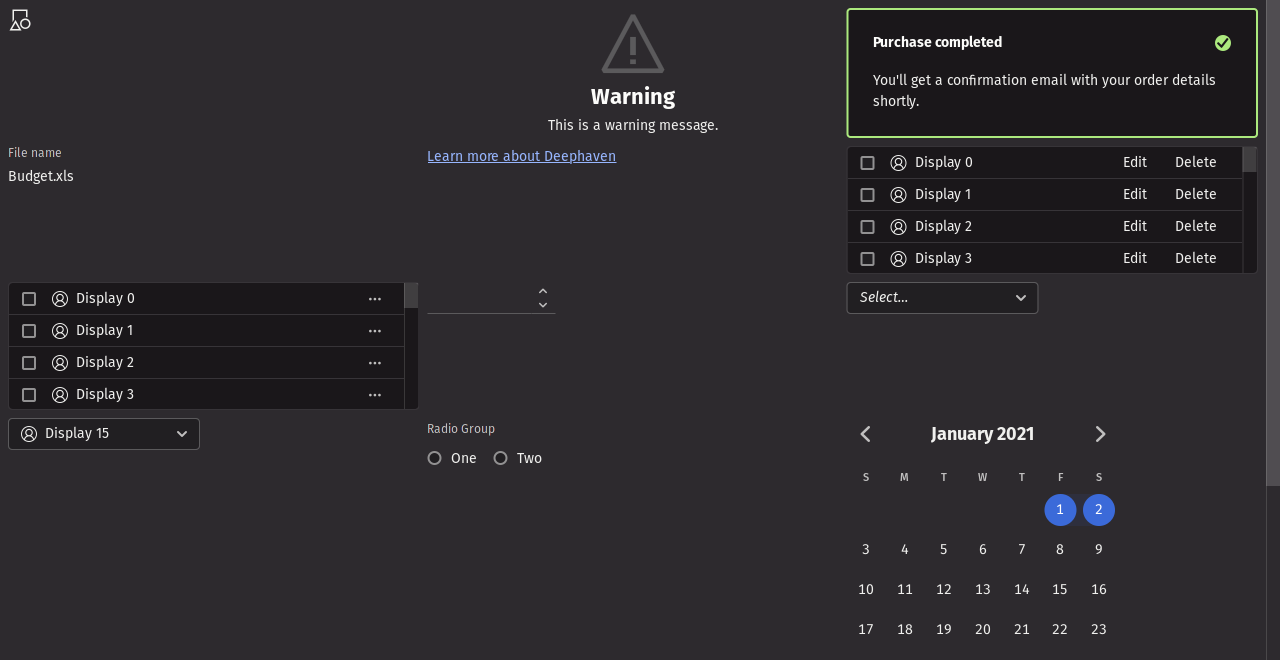 Warning
This is a warning message.
Purchase completed
You'll get a confirmation email with your order details
shortly.
File name
Budget.xls
Learn more about Deephaven
Display 0 Edit Delete
Display 1 Edit Delete
Display 2 Edit Delete
Display 3 Edit Delete
Display 0
Display 1
Display 2
Display 3
Select...
Display 15
Radio Group
One Two
January 2021
S M T W T F S
1 2
3 4 5 6 7 8 9
10 11 12 13 14 15 16
17 18 19 20 21 22 23